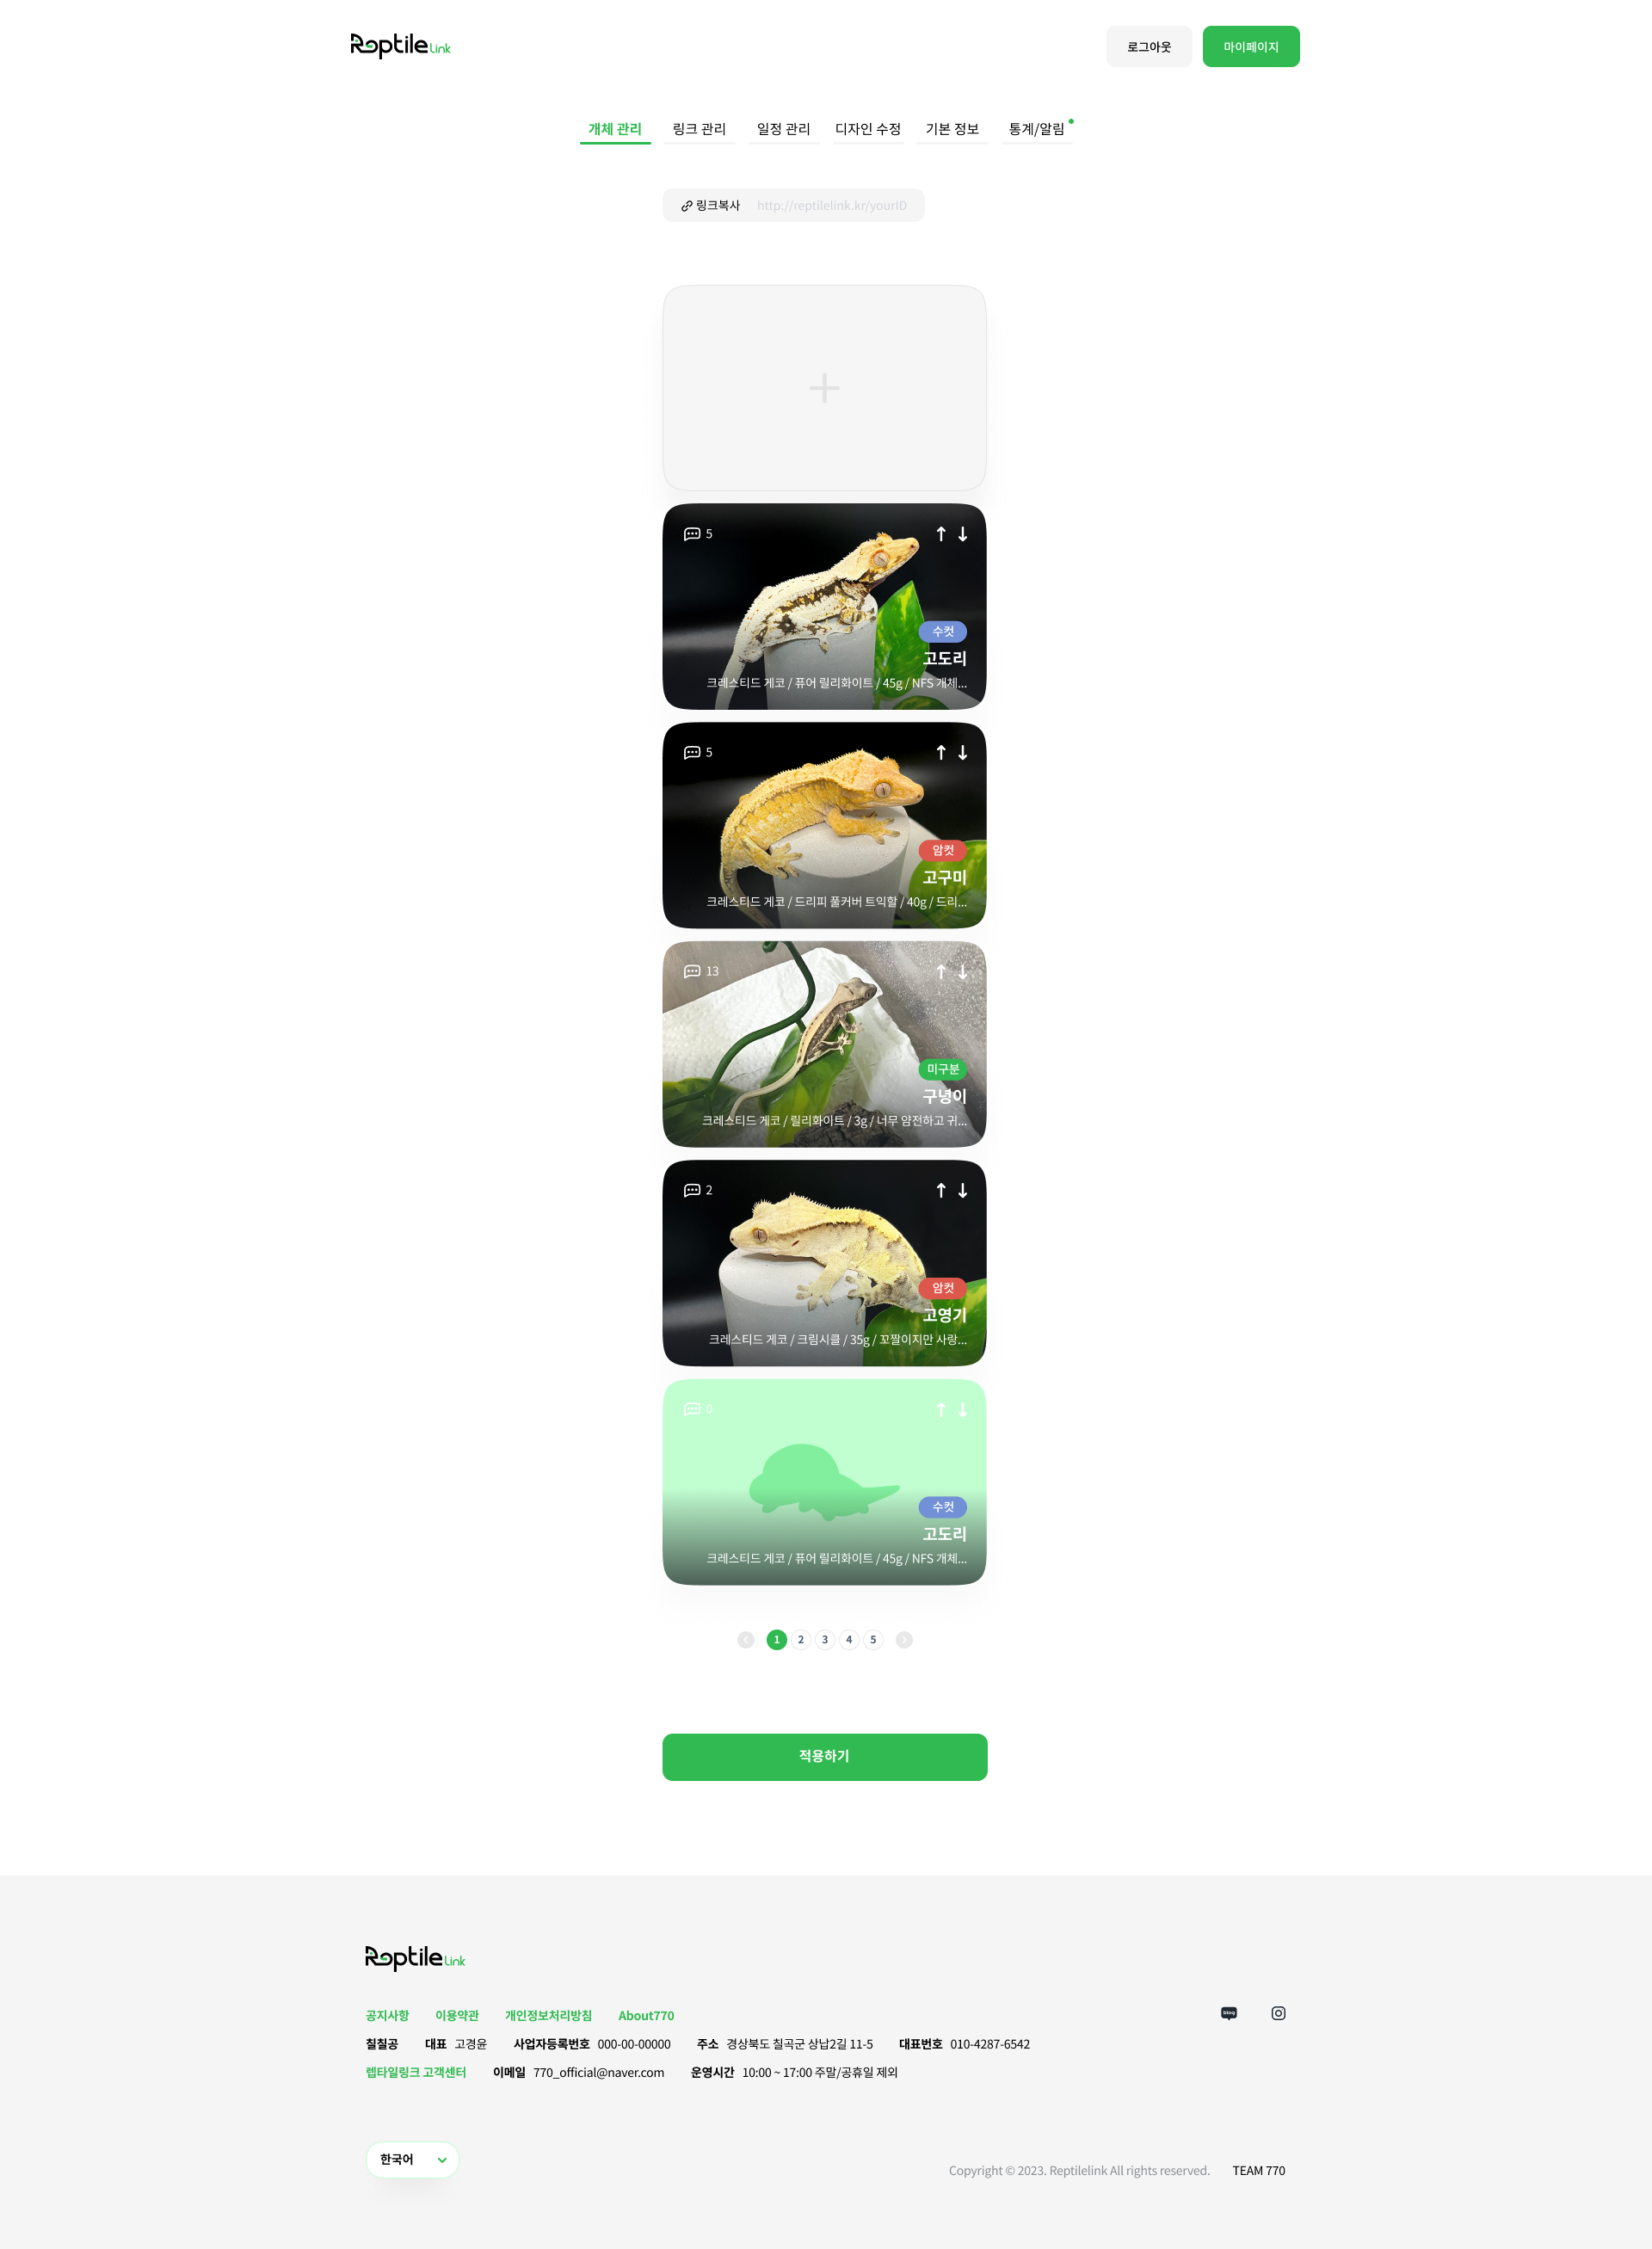 Reptile Link
로그아웃 마이페이지
개체 관리 링크 관리 일정 관리 디자인 수정 기본 정보 통계/알림
링크복사 http://reptilelink.kr/yourID
5
수컷
고도리
크레스티드 게코 / 퓨어 릴리화이트 / 45g / NFS 개체...
5
암컷
고구미
크레스티드 게코 / 드리피 풀커버 트익할 / 40g / 드리...
13
미구분
구녕이
크레스티드 게코 / 릴리화이트 / 3g / 너무 얌전하고 귀...
2
암컷
고영기
크레스티드 게코 / 크림시클 / 35g / 꼬짤이지만 사랑...
0
수컷
고도리
크레스티드 게코 / 퓨어 릴리화이트 / 45g / NFS 개체...
1 2 3 4 5
적용하기
Reptile Link
공지사항 이용약관 개인정보처리방침 About770
blog
칠칠공 대표 고경윤 사업자등록번호 000-00-00000 주소 경상북도 칠곡군 상납2길 11-5 대표번호 010-4287-6542
렙타일링크 고객센터 이메일 770_official@naver.com 운영시간 10:00 ~ 17:00 주말/공휴일 제외
한국어
Copyright © 2023. Reptilelink All rights reserved. TEAM 770